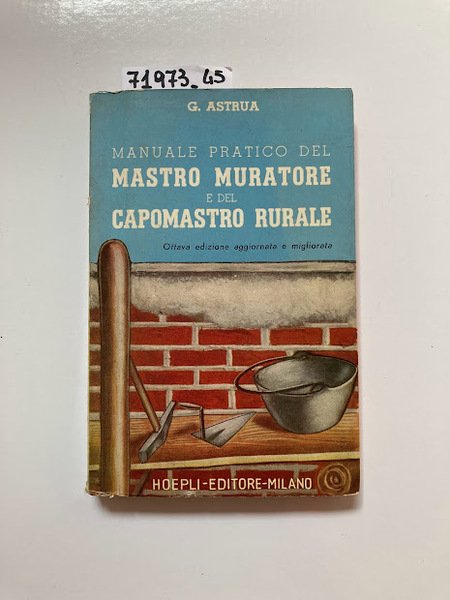 71973_45
G. ASTRUA
MANUALE PRATICO DEL
MASTRO MURATORE
E DEL
CAPOMASTRO RURALE
Ottava edizione aggiornata e migliorata
HOEPLI-EDITORE-MILANO